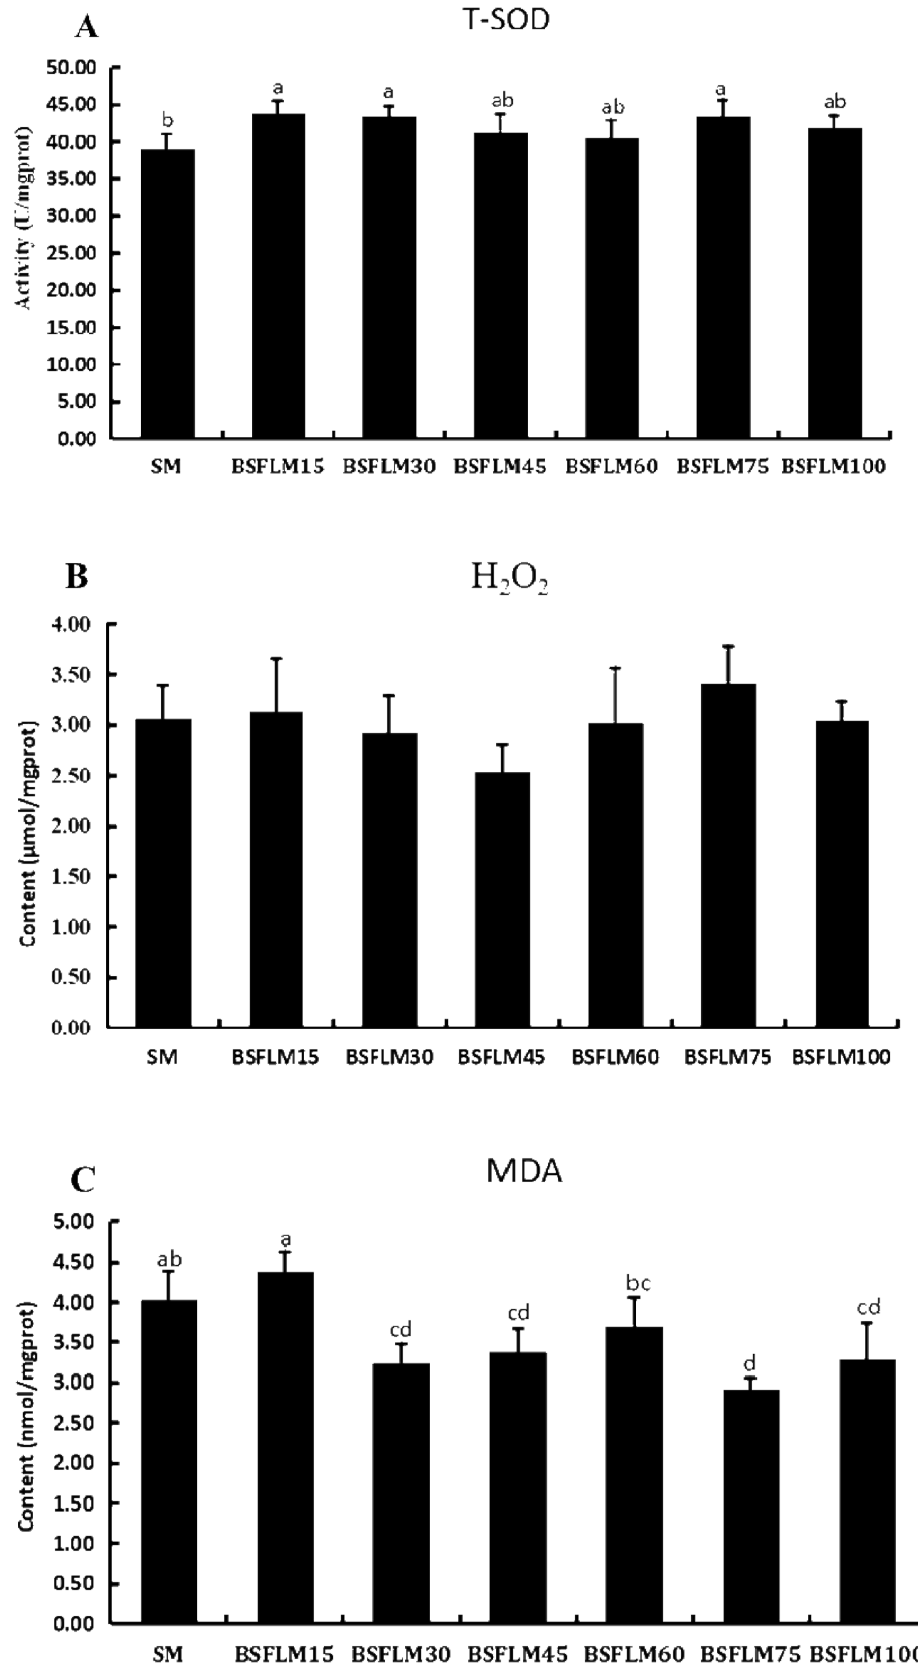 A
T-SOD
50.00
45.00
40.00
35.00
30.00
25.00
20.00
15.00
10.00
5.00
0.00
Activity (U/mgprot)
b
a
a
ab
ab
a
ab
SM BSFLM15 BSFLM30 BSFLM45 BSFLM60 BSFLM75 BSFLM100
B
H₂O₂
4.00
3.50
3.00
2.50
2.00
1.50
1.00
0.50
0.00
Content (μmol/mgprot)
SM BSFLM15 BSFLM30 BSFLM45 BSFLM60 BSFLM75 BSFLM100
C
MDA
5.00
4.50
4.00
3.50
3.00
2.50
2.00
1.50
1.00
0.50
0.00
Content (nmol/mgprot)
ab
a
cd
cd
bc
d
cd
SM BSFLM15 BSFLM30 BSFLM45 BSFLM60 BSFLM75 BSFLM100